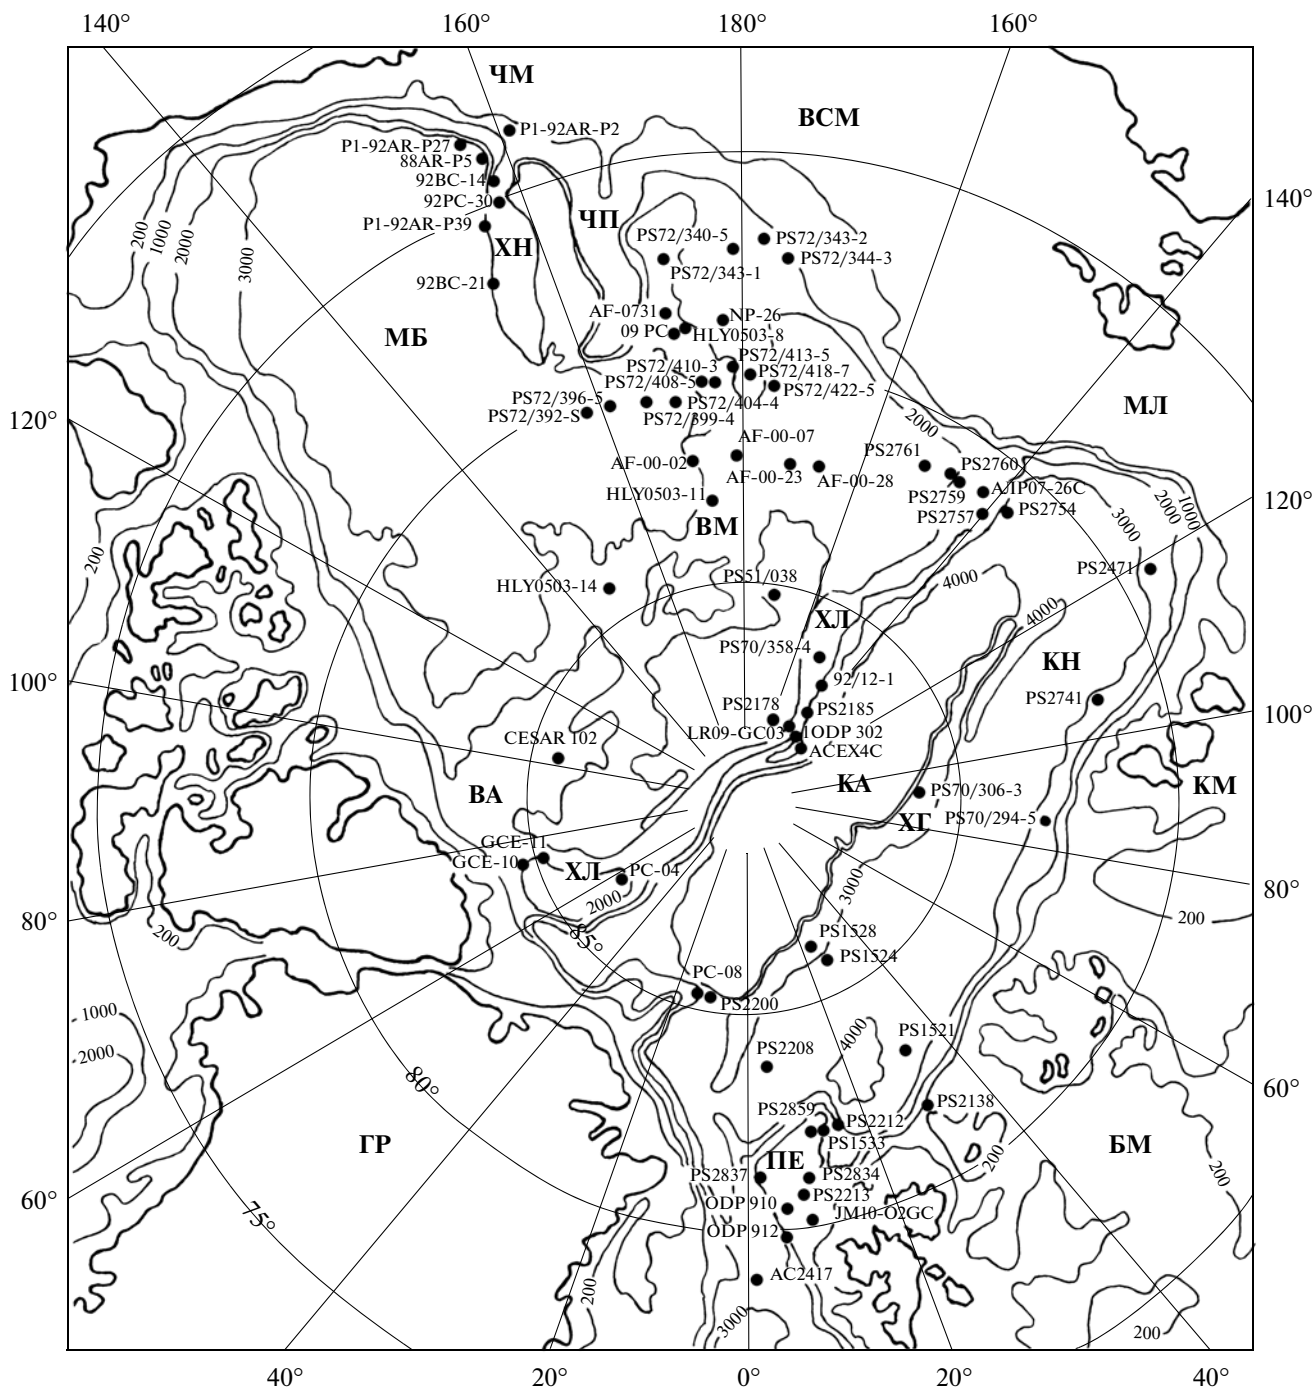 140°
160°
180°
160°
ЧМ
ВСМ
P1-92AR-P2
P1-92AR-P27
88AR-P5
92BC-14
92PC-30
P1-92AR-P39
ХН
92BC-21
ЧП
140°
PS72/340-5
PS72/343-2
PS72/344-3
PS72/343-1
200
1000
2000
3000
МБ
AF-0731
09 PC
NP-26
HLY0503-8
PS72/413-5
PS72/410-3
PS72/418-7
PS72/408-5
PS72/422-5
PS72/396-5
PS72/404-4
PS72/392-S
PS72/399-4
МЛ
120°
2000
AF-00-07
AF-00-02
AF-00-23
AF-00-28
PS2761
PS2760
PS2759
АЛР07-26C
PS2757
PS2754
HLY0503-11
ВМ
120°
3000
2000
1000
200
4000
PS2471
HLY0503-14
PS51/038
ХЛ
4000
PS70/358-4
КН
92/12-1
100°
PS2741
PS2178
PS2185
LR09-GC03
1ODP 302
ACEX4C
100°
CESAR 102
ВА
КА
КМ
PS70/306-3
ХГ
PS70/294-5
GCE-11
GCE-10
ХЛ
PC-04
80°
3000
2000
200
80°
200
85°
PS1528
PS1524
PC-08
PS2200
1000
2000
4000
PS1521
PS2208
80°
60°
PS2138
PS2859
PS2212
PS1533
ГР
ПЕ
БМ
200
200
PS2837
PS2834
PS2213
ODP 910
JM10-O2GC
ODP 912
60°
75°
AC2417
200
3000
200
40°
20°
0°
20°
40°